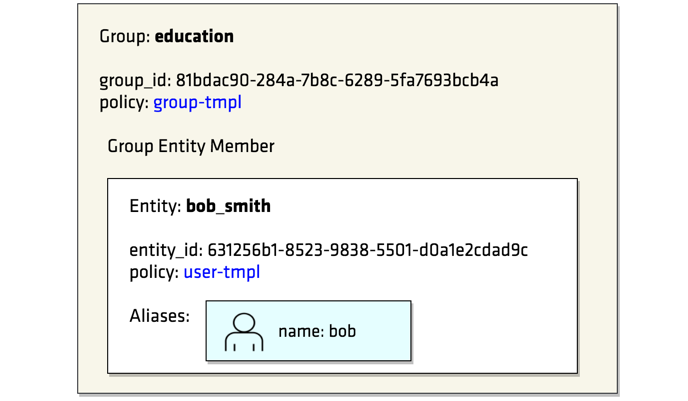 Group: education
group_id: 81bdac90-284a-7b8c-6289-5fa7693bcb4a
policy: group-tmpl
Group Entity Member
Entity: bob_smith
entity_id: 631256b1-8523-9838-5501-d0a1e2cdad9c
policy: user-tmpl
Aliases:
name: bob